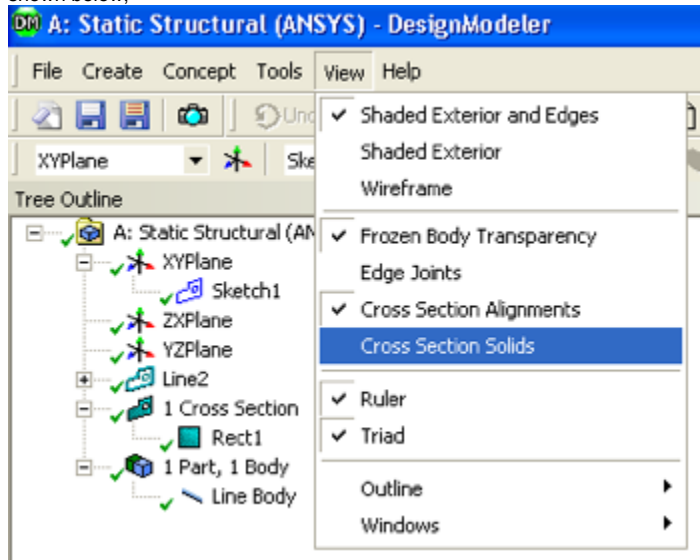 A: Static Structural (ANSYS) - DesignModeler
File Create Concept Tools View Help
XYPlane
Tree Outline
A: Static Structural (AN
XYPlane
Sketch1
ZXPlane
YZPlane
Line2
1 Cross Section
Rect1
1 Part, 1 Body
Line Body
Shaded Exterior and Edges
Shaded Exterior
Wireframe
Frozen Body Transparency
Edge Joints
Cross Section Alignments
Cross Section Solids
Ruler
Triad
Outline
Windows